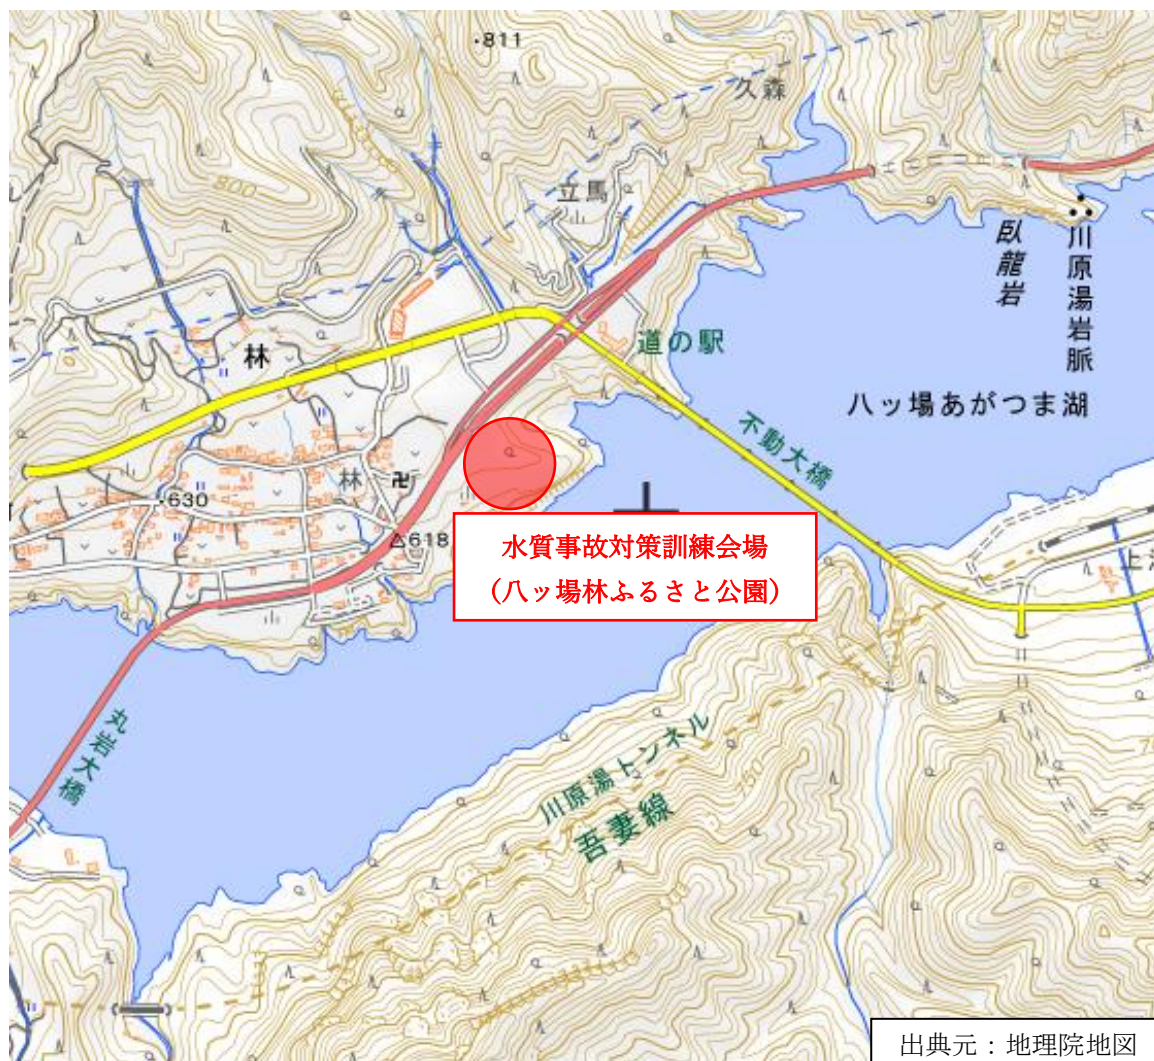 ・811
久森
800
立馬
臥龍岩
川原湯岩脈
道の駅
林
八ッ場あがつま湖
不動大橋
林
・630
△618
水質事故対策訓練会場
(八ッ場林ふるさと公園)
丸岩大橋
川原湯トンネル
750
吾妻線
出典元：地理院地図